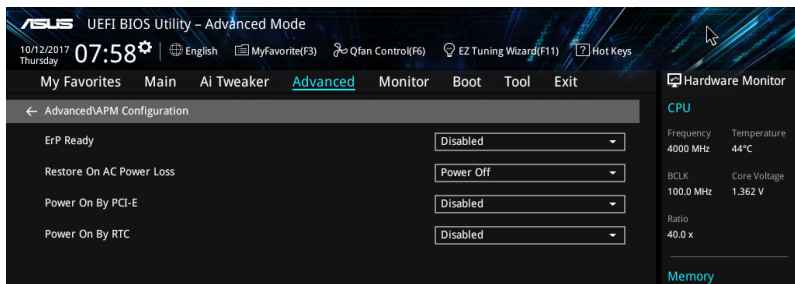 ASUS UEFI BIOS Utility – Advanced Mode
10/12/2017 Thursday 07:58 English MyFavorite(F3) Qfan Control(F6) EZ Tuning Wizard(F11) ? Hot Keys
My Favorites Main Ai Tweaker Advanced Monitor Boot Tool Exit
Hardware Monitor
← Advanced\APM Configuration
ErP Ready Disabled
Restore On AC Power Loss Power Off
Power On By PCI-E Disabled
Power On By RTC Disabled
CPU
Frequency Temperature
4000 MHz 44°C
BCLK Core Voltage
100.0 MHz 1.362 V
Ratio
40.0 x
Memory